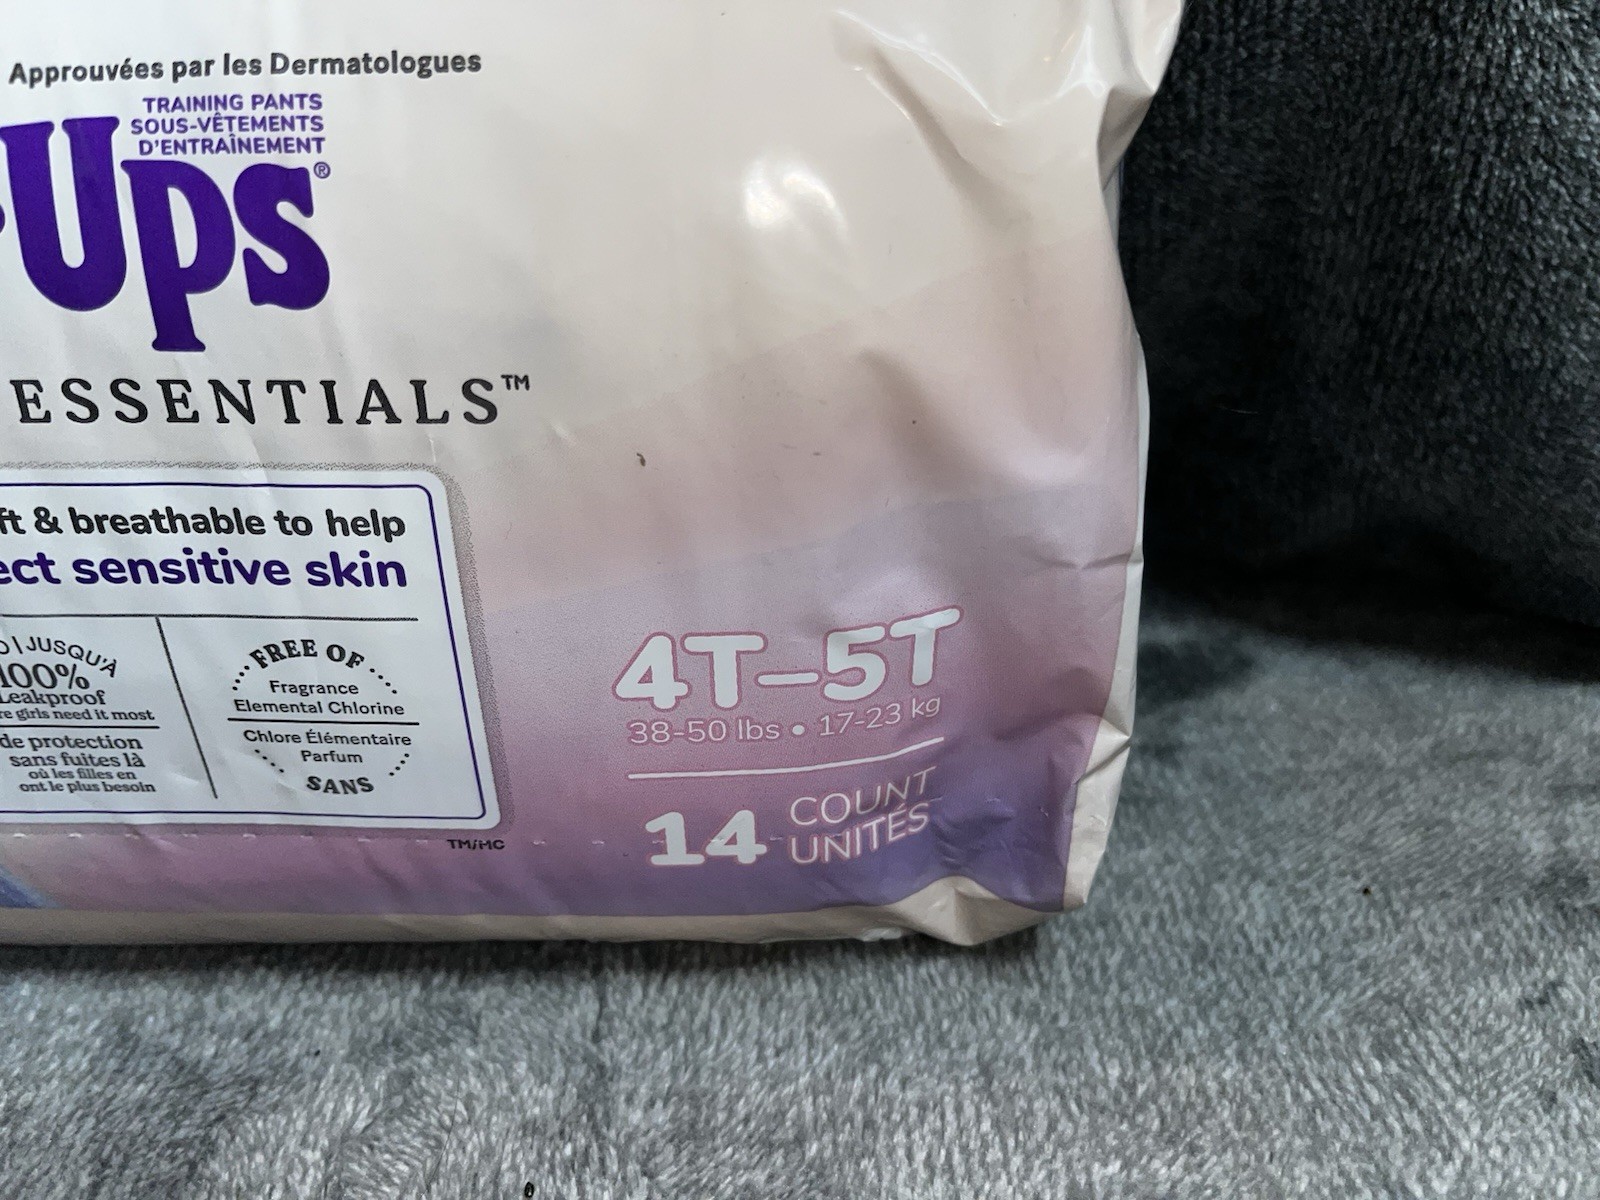 Approuvées par les Dermatologues
TRAINING PANTS
SOUS-VÊTEMENTS
D'ENTRAÎNEMENT
Ups®
ESSENTIALS™
& breathable to help
sensitive skin
JUSQU'À
100%
Leakproof
girls need it most
de protection
sans fuites là
où les filles en
ont le plus besoin
FREE OF
Fragrance
Elemental Chlorine
Chlore Élémentaire
Parfum
SANS
TM/MC
4T–5T
38-50 lbs • 17-23 kg
14 COUNT
UNITÉS